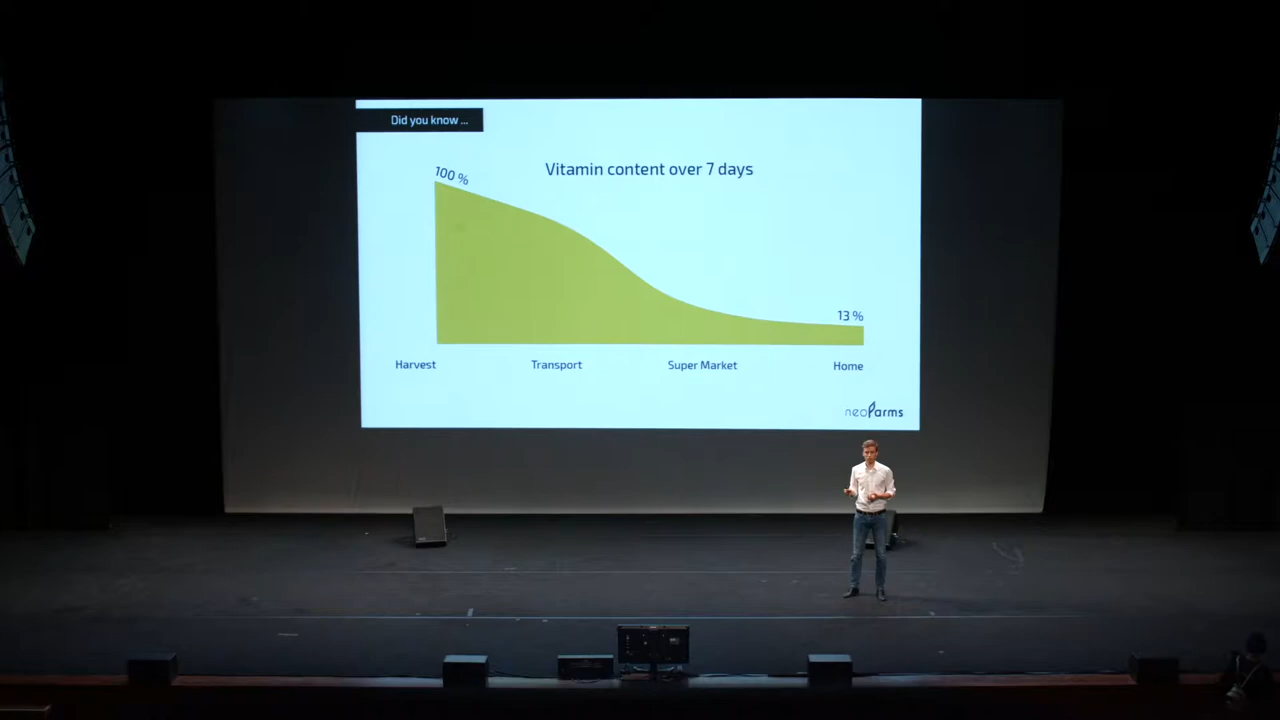 Did you know ...
Vitamin content over 7 days
100 %
13 %
Harvest Transport Super Market Home
neofarms